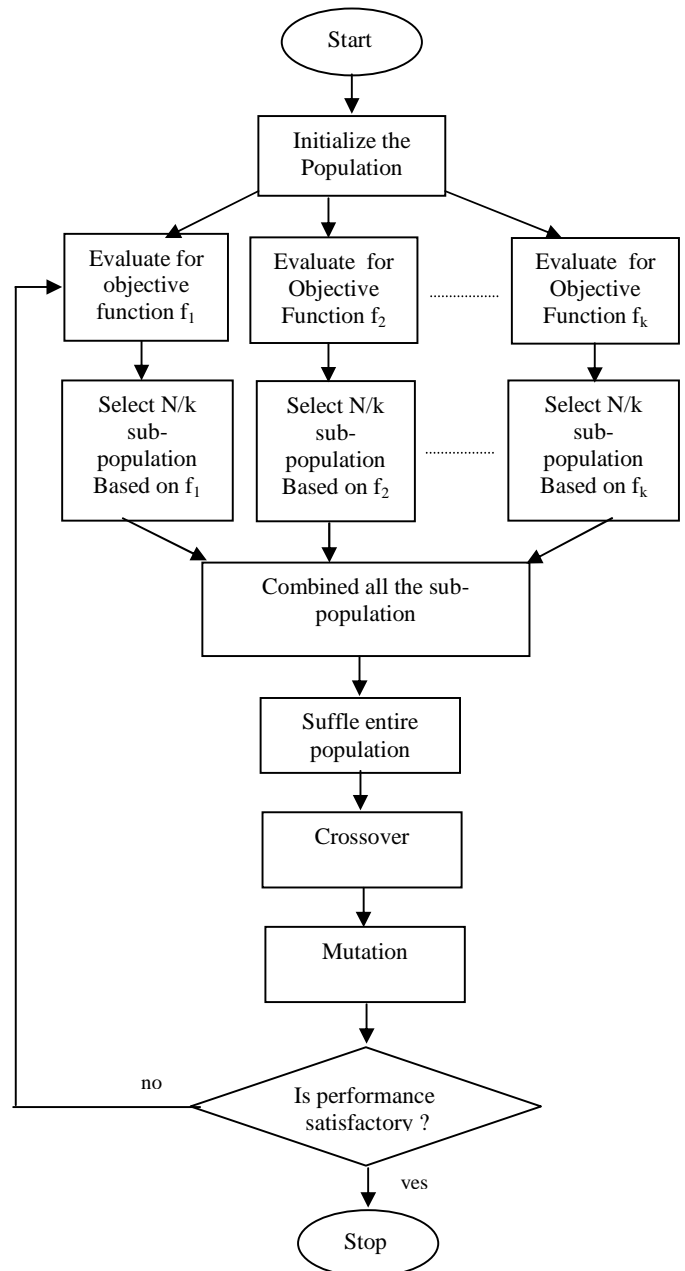 Start
Initialize the
Population
Evaluate for
objective
function f₁
Evaluate for
Objective
Function f₂
Evaluate for
Objective
Function fₖ
Select N/k
sub-
population
Based on f₁
Select N/k
sub-
population
Based on f₂
Select N/k
sub-
population
Based on fₖ
Combined all the sub-
population
Suffle entire
population
Crossover
Mutation
no
Is performance
satisfactory ?
yes
Stop